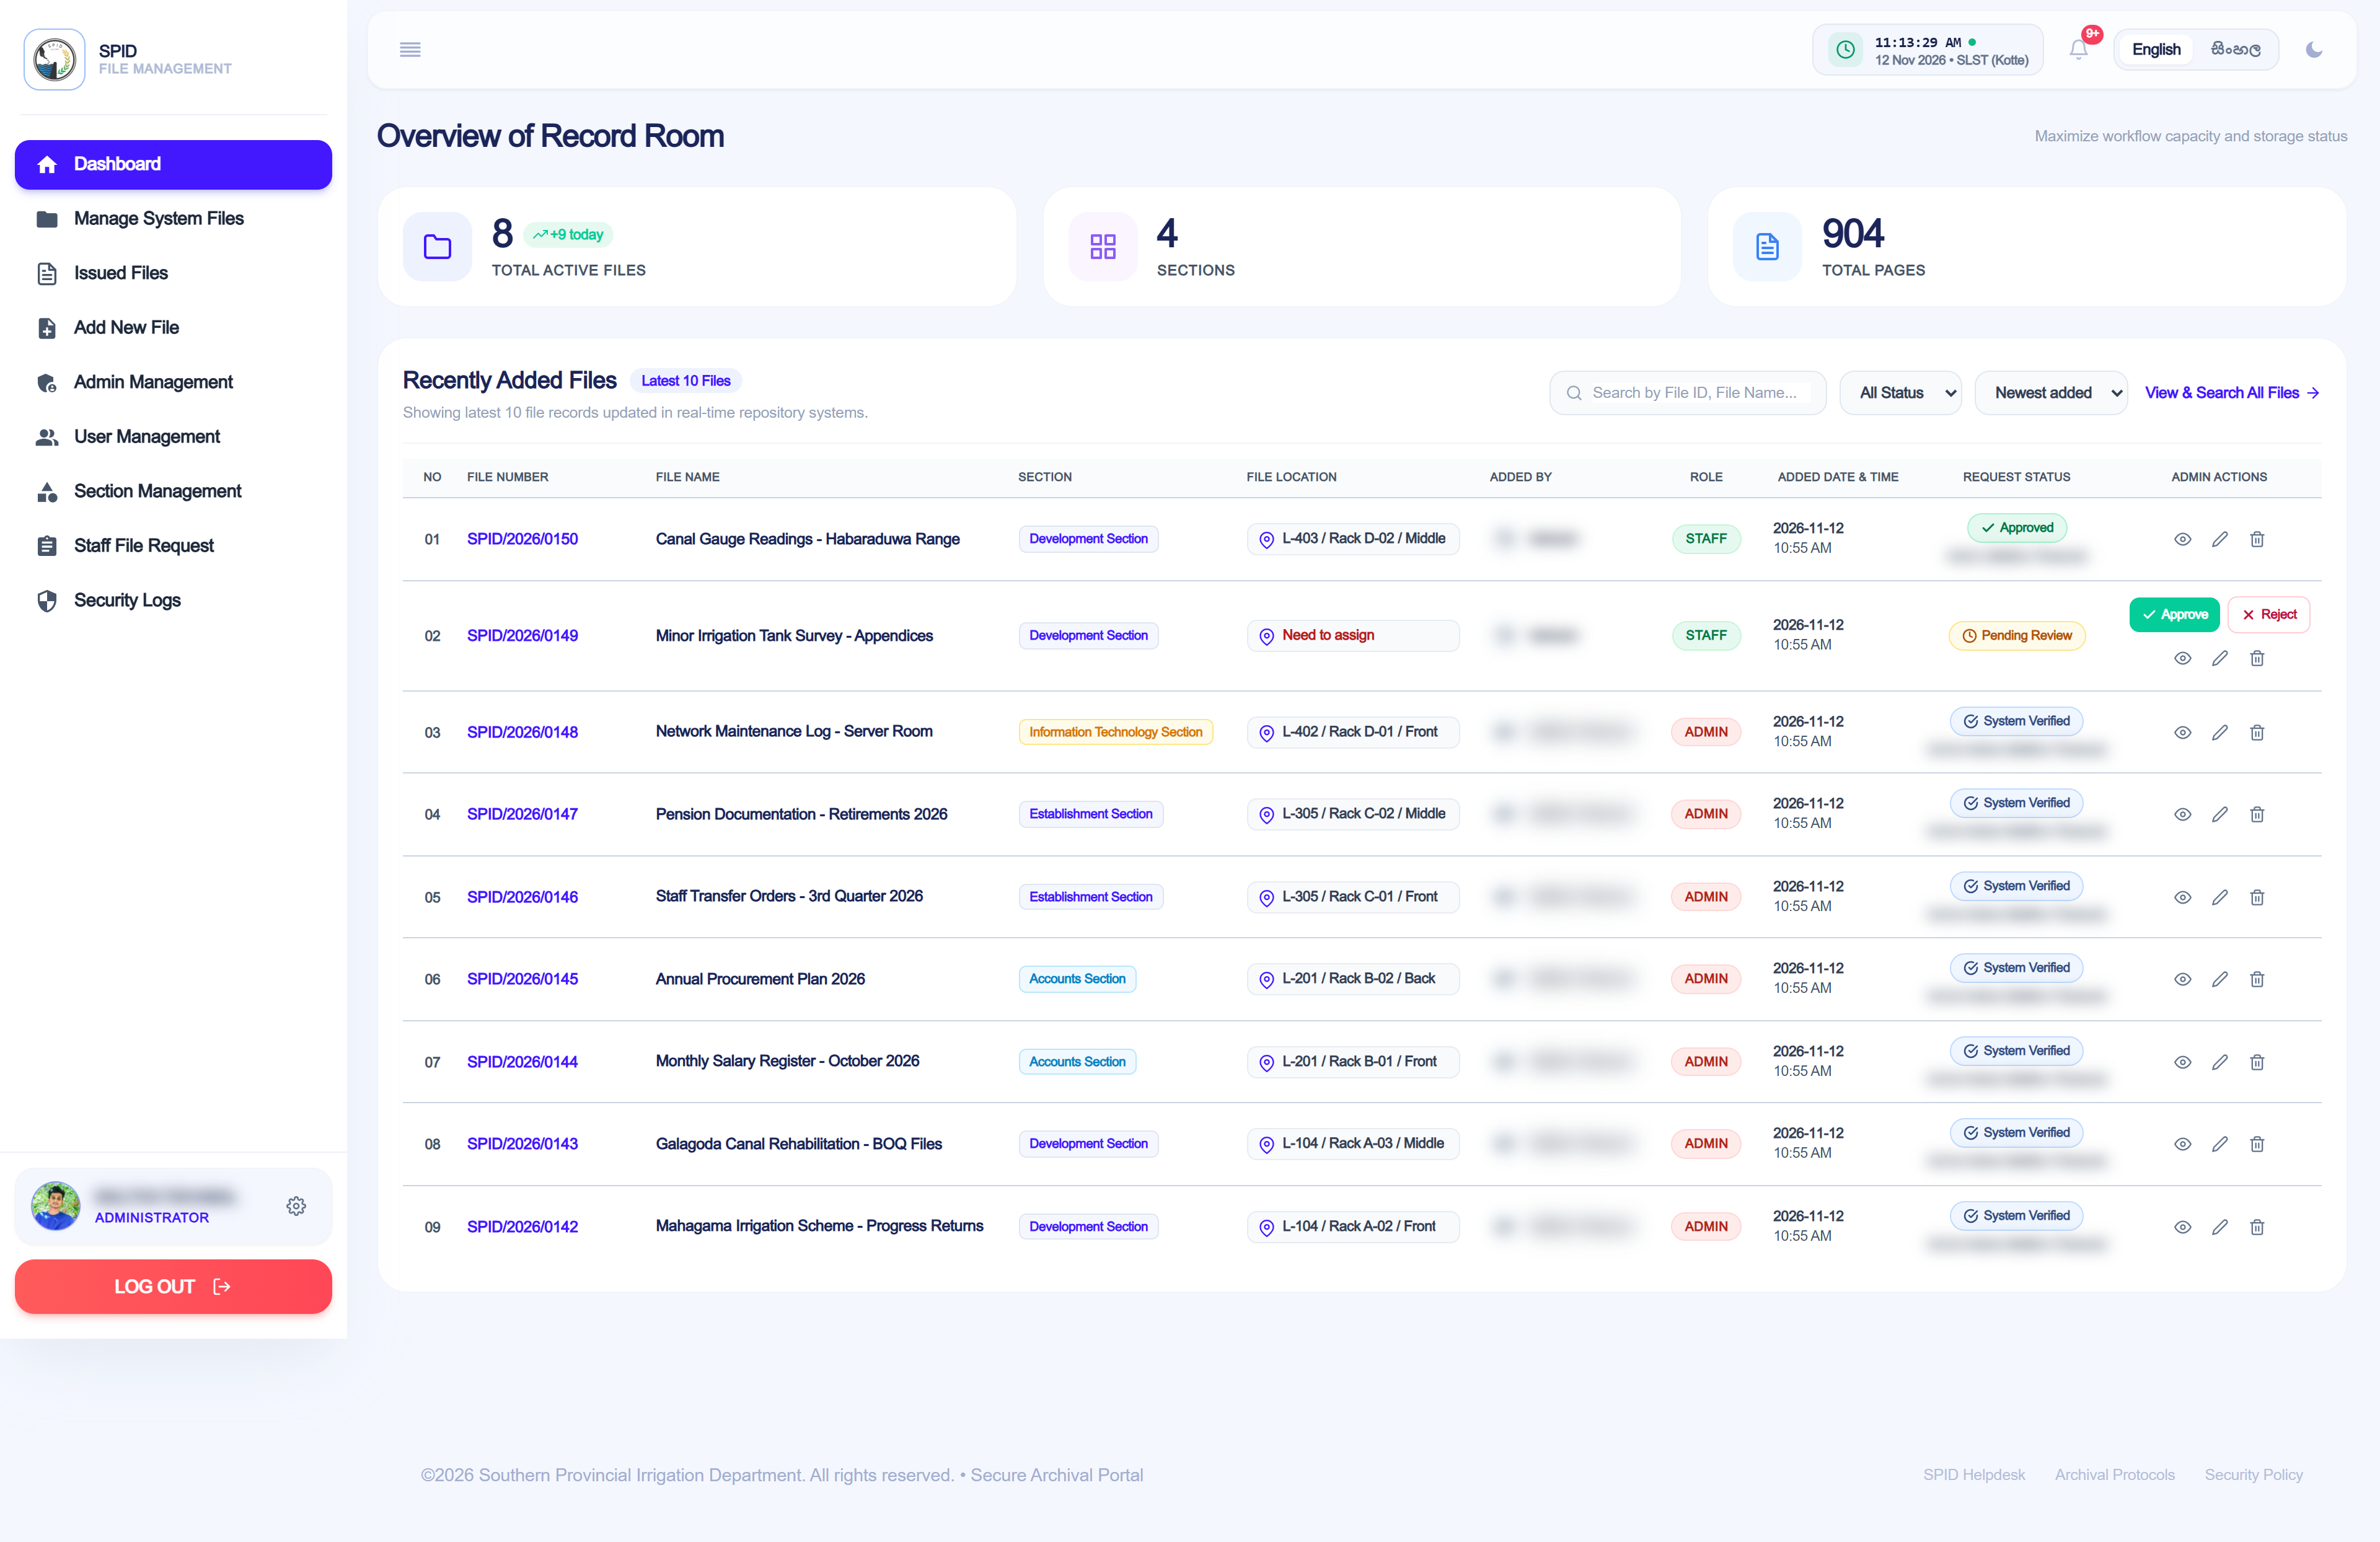 SPID
FILE MANAGEMENT
Dashboard
Manage System Files
Issued Files
Add New File
Admin Management
User Management
Section Management
Staff File Request
Security Logs
ADMINISTRATOR
LOG OUT
11:13:29 AM
12 Nov 2026 • SLST (Kotte)
9+
English
සිංහල
Overview of Record Room
Maximize workflow capacity and storage status
8 +9 today
TOTAL ACTIVE FILES
4
SECTIONS
904
TOTAL PAGES
Recently Added Files Latest 10 Files
Showing latest 10 file records updated in real-time repository systems.
Search by File ID, File Name...
All Status
Newest added
View & Search All Files →
NO FILE NUMBER FILE NAME SECTION FILE LOCATION ADDED BY ROLE ADDED DATE & TIME REQUEST STATUS ADMIN ACTIONS
01 SPID/2026/0150 Canal Gauge Readings - Habaraduwa Range Development Section L-403 / Rack D-02 / Middle STAFF 2026-11-12 10:55 AM Approved
02 SPID/2026/0149 Minor Irrigation Tank Survey - Appendices Development Section Need to assign STAFF 2026-11-12 10:55 AM Pending Review Approve Reject
03 SPID/2026/0148 Network Maintenance Log - Server Room Information Technology Section L-402 / Rack D-01 / Front ADMIN 2026-11-12 10:55 AM System Verified
04 SPID/2026/0147 Pension Documentation - Retirements 2026 Establishment Section L-305 / Rack C-02 / Middle ADMIN 2026-11-12 10:55 AM System Verified
05 SPID/2026/0146 Staff Transfer Orders - 3rd Quarter 2026 Establishment Section L-305 / Rack C-01 / Front ADMIN 2026-11-12 10:55 AM System Verified
06 SPID/2026/0145 Annual Procurement Plan 2026 Accounts Section L-201 / Rack B-02 / Back ADMIN 2026-11-12 10:55 AM System Verified
07 SPID/2026/0144 Monthly Salary Register - October 2026 Accounts Section L-201 / Rack B-01 / Front ADMIN 2026-11-12 10:55 AM System Verified
08 SPID/2026/0143 Galagoda Canal Rehabilitation - BOQ Files Development Section L-104 / Rack A-03 / Middle ADMIN 2026-11-12 10:55 AM System Verified
09 SPID/2026/0142 Mahagama Irrigation Scheme - Progress Returns Development Section L-104 / Rack A-02 / Front ADMIN 2026-11-12 10:55 AM System Verified
©2026 Southern Provincial Irrigation Department. All rights reserved. • Secure Archival Portal
SPID Helpdesk
Archival Protocols
Security Policy